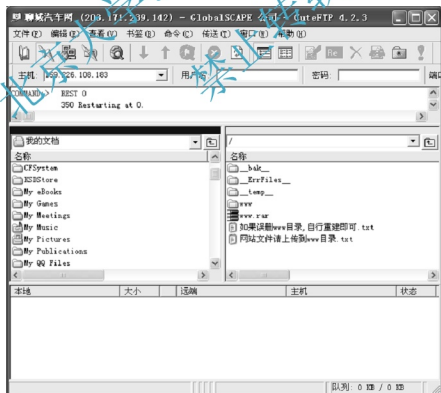 聊城汽车网 (203.171.239.142) - GlobalSCAPE CuteFTP 4.2.3
文件(F) 编辑(E) 查看(V) 书签(B) 命令(C) 传送(T) 窗口(W) 帮助(H)
主机: 226.108.183 用户名: 密码: 端口
COMMAND:> REST 0
350 Restarting at 0.
我的文档 /
名称 名称
CFSystem __bak__
KSDStore __ErrFiles__
My eBooks __temp__
My Games www
My Meetings www.rar
My Music 如果误删www目录,自行重建即可.txt
My Pictures 网站文件请上传到www目录.txt
My Publications
My QQ Files
本地 大小 远端 主机 状态
队列: 0 KB / 0 KB